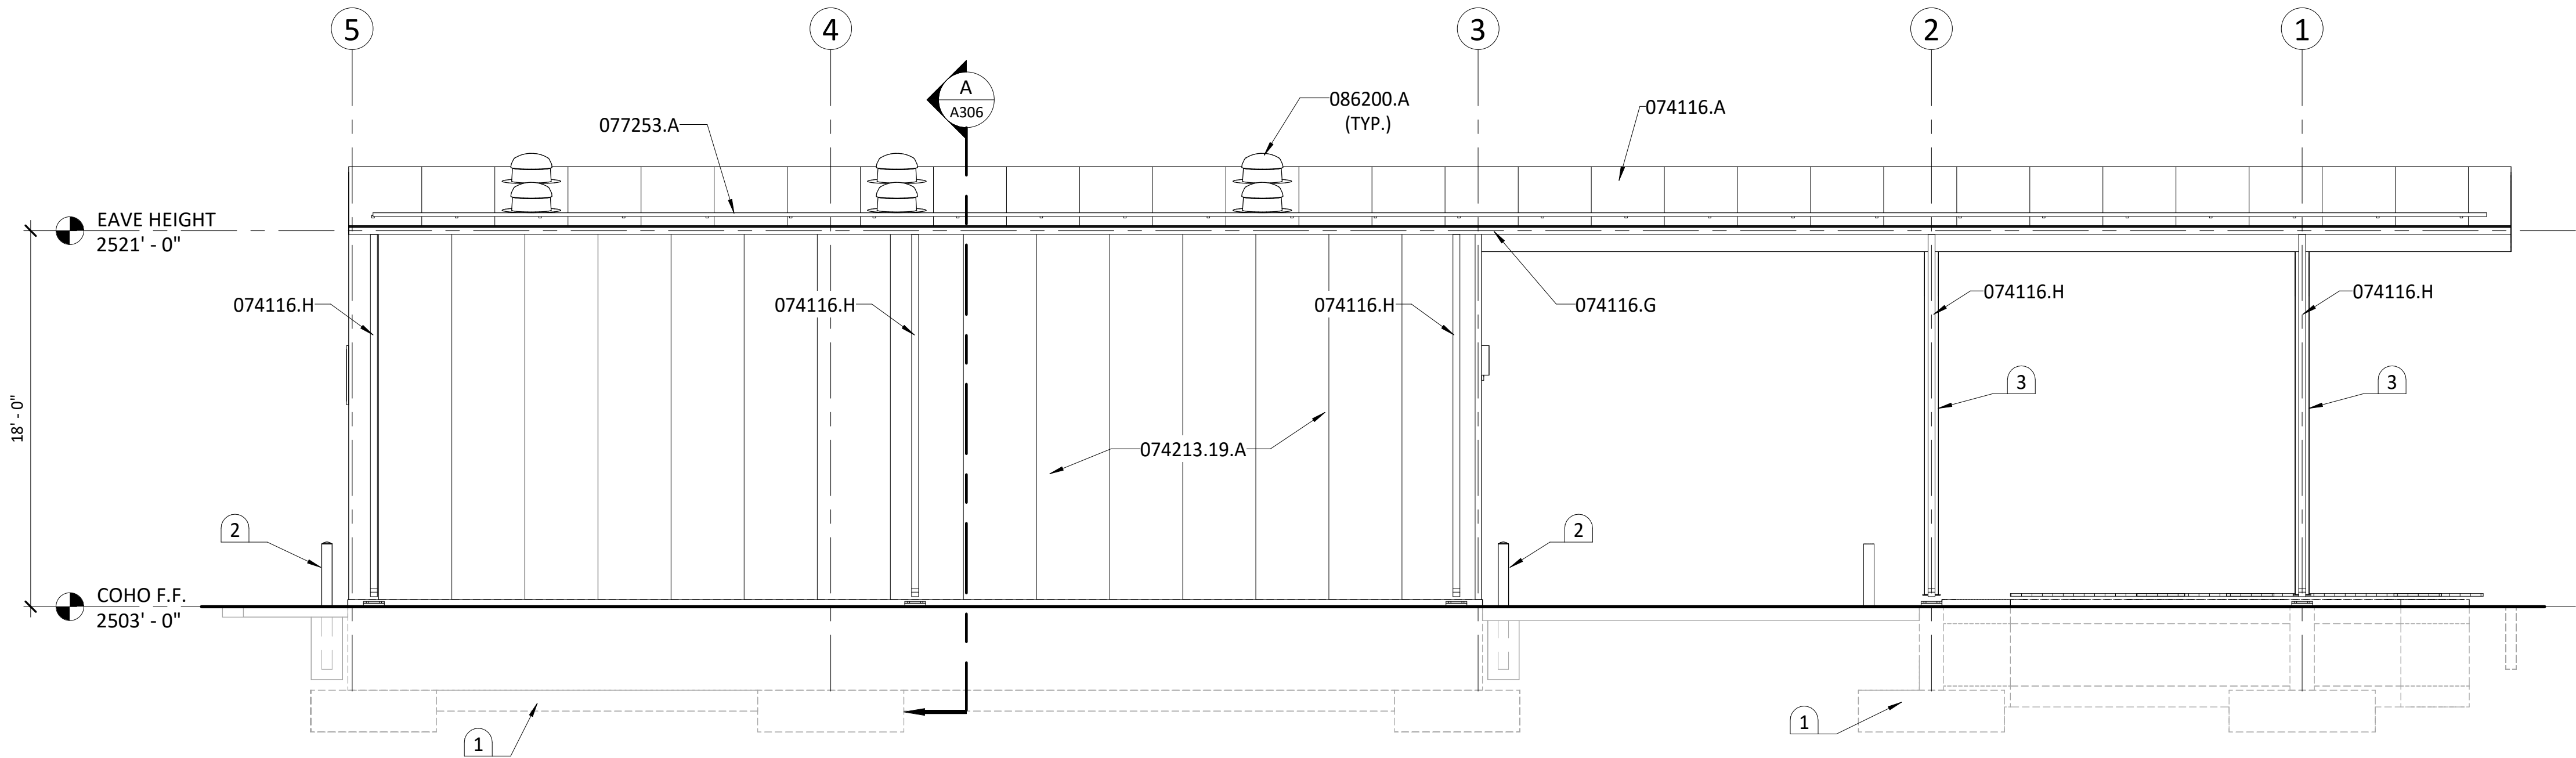 5
4
3
2
1
A
A306
086200.A
(TYP.)
074116.A
077253.A
EAVE HEIGHT
2521' - 0"
074116.H
074116.H
074116.H
074116.G
074116.H
074116.H
3
3
18' - 0"
074213.19.A
2
2
COHO F.F.
2503' - 0"
1
1